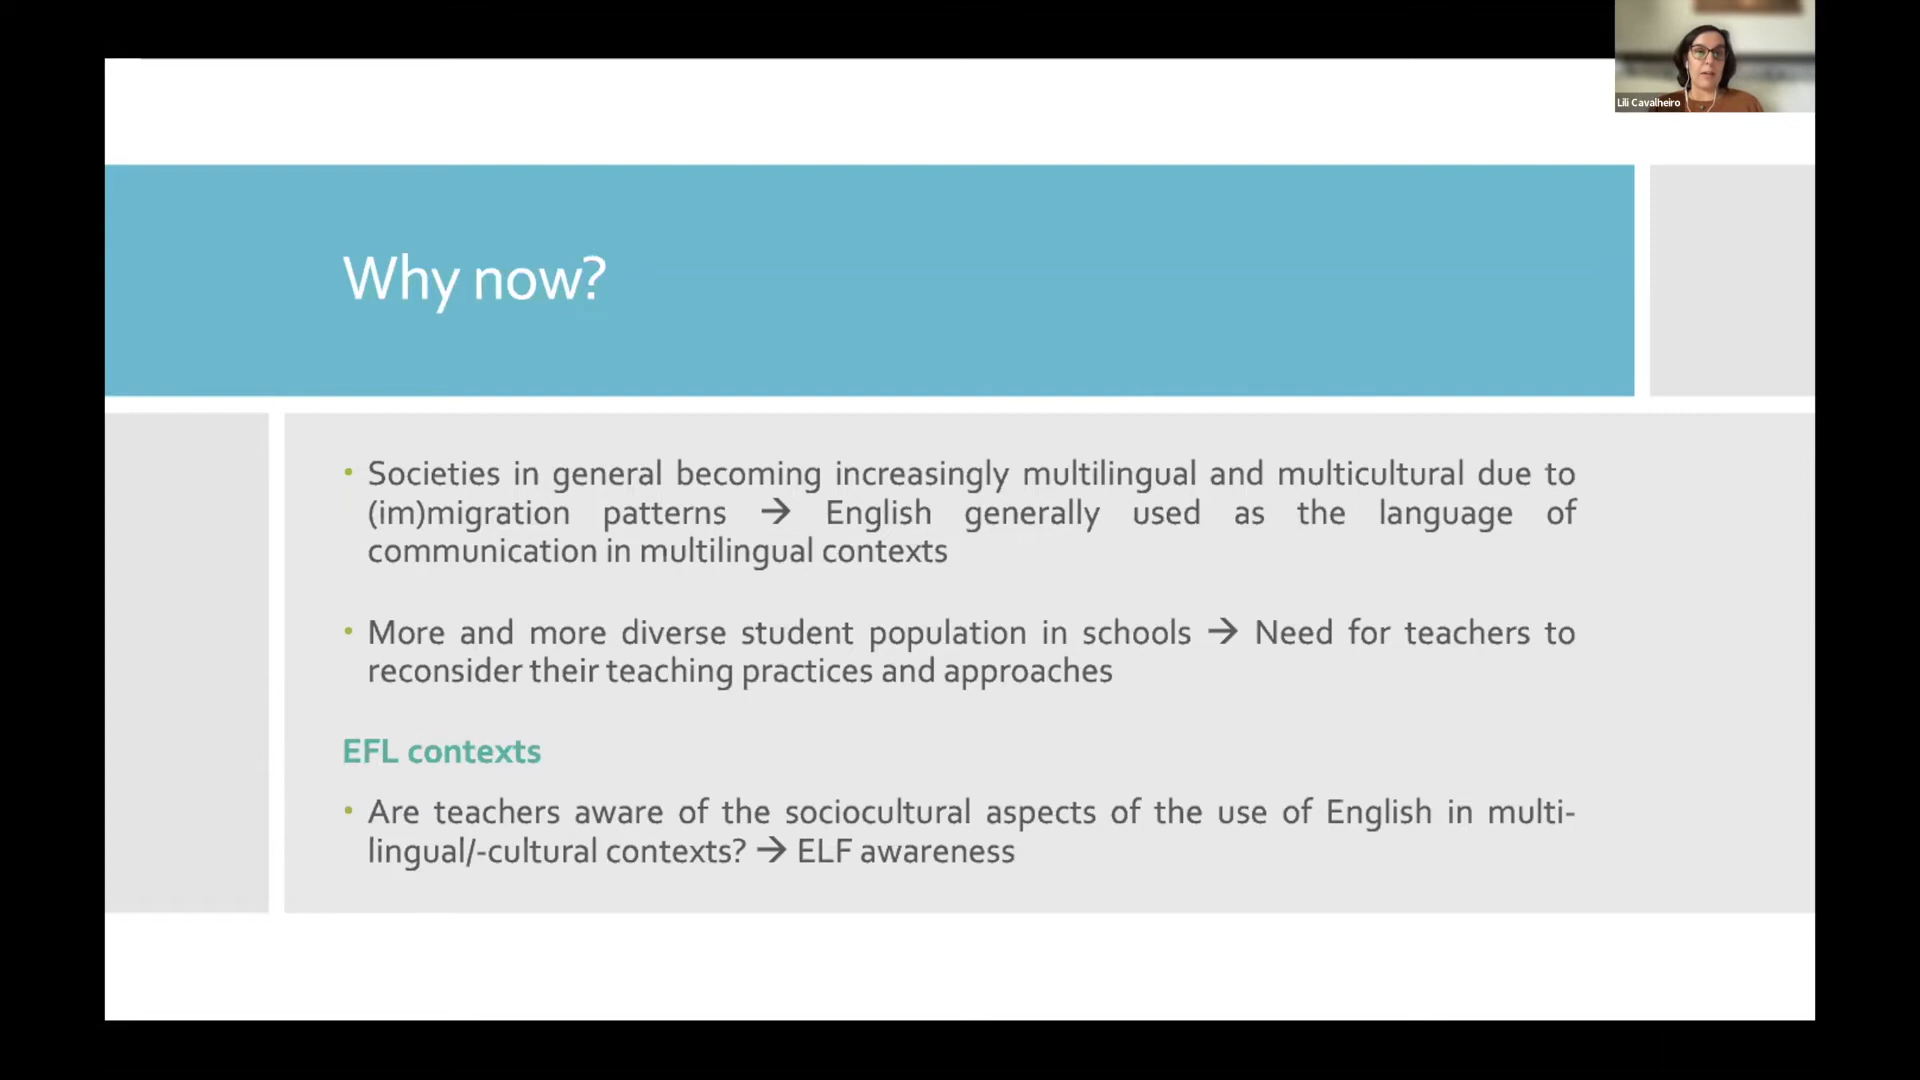 Lili Cavalheiro
Why now?
• Societies in general becoming increasingly multilingual and multicultural due to
(im)migration patterns → English generally used as the language of
communication in multilingual contexts
• More and more diverse student population in schools → Need for teachers to
reconsider their teaching practices and approaches
EFL contexts
• Are teachers aware of the sociocultural aspects of the use of English in multi-
lingual/-cultural contexts? → ELF awareness